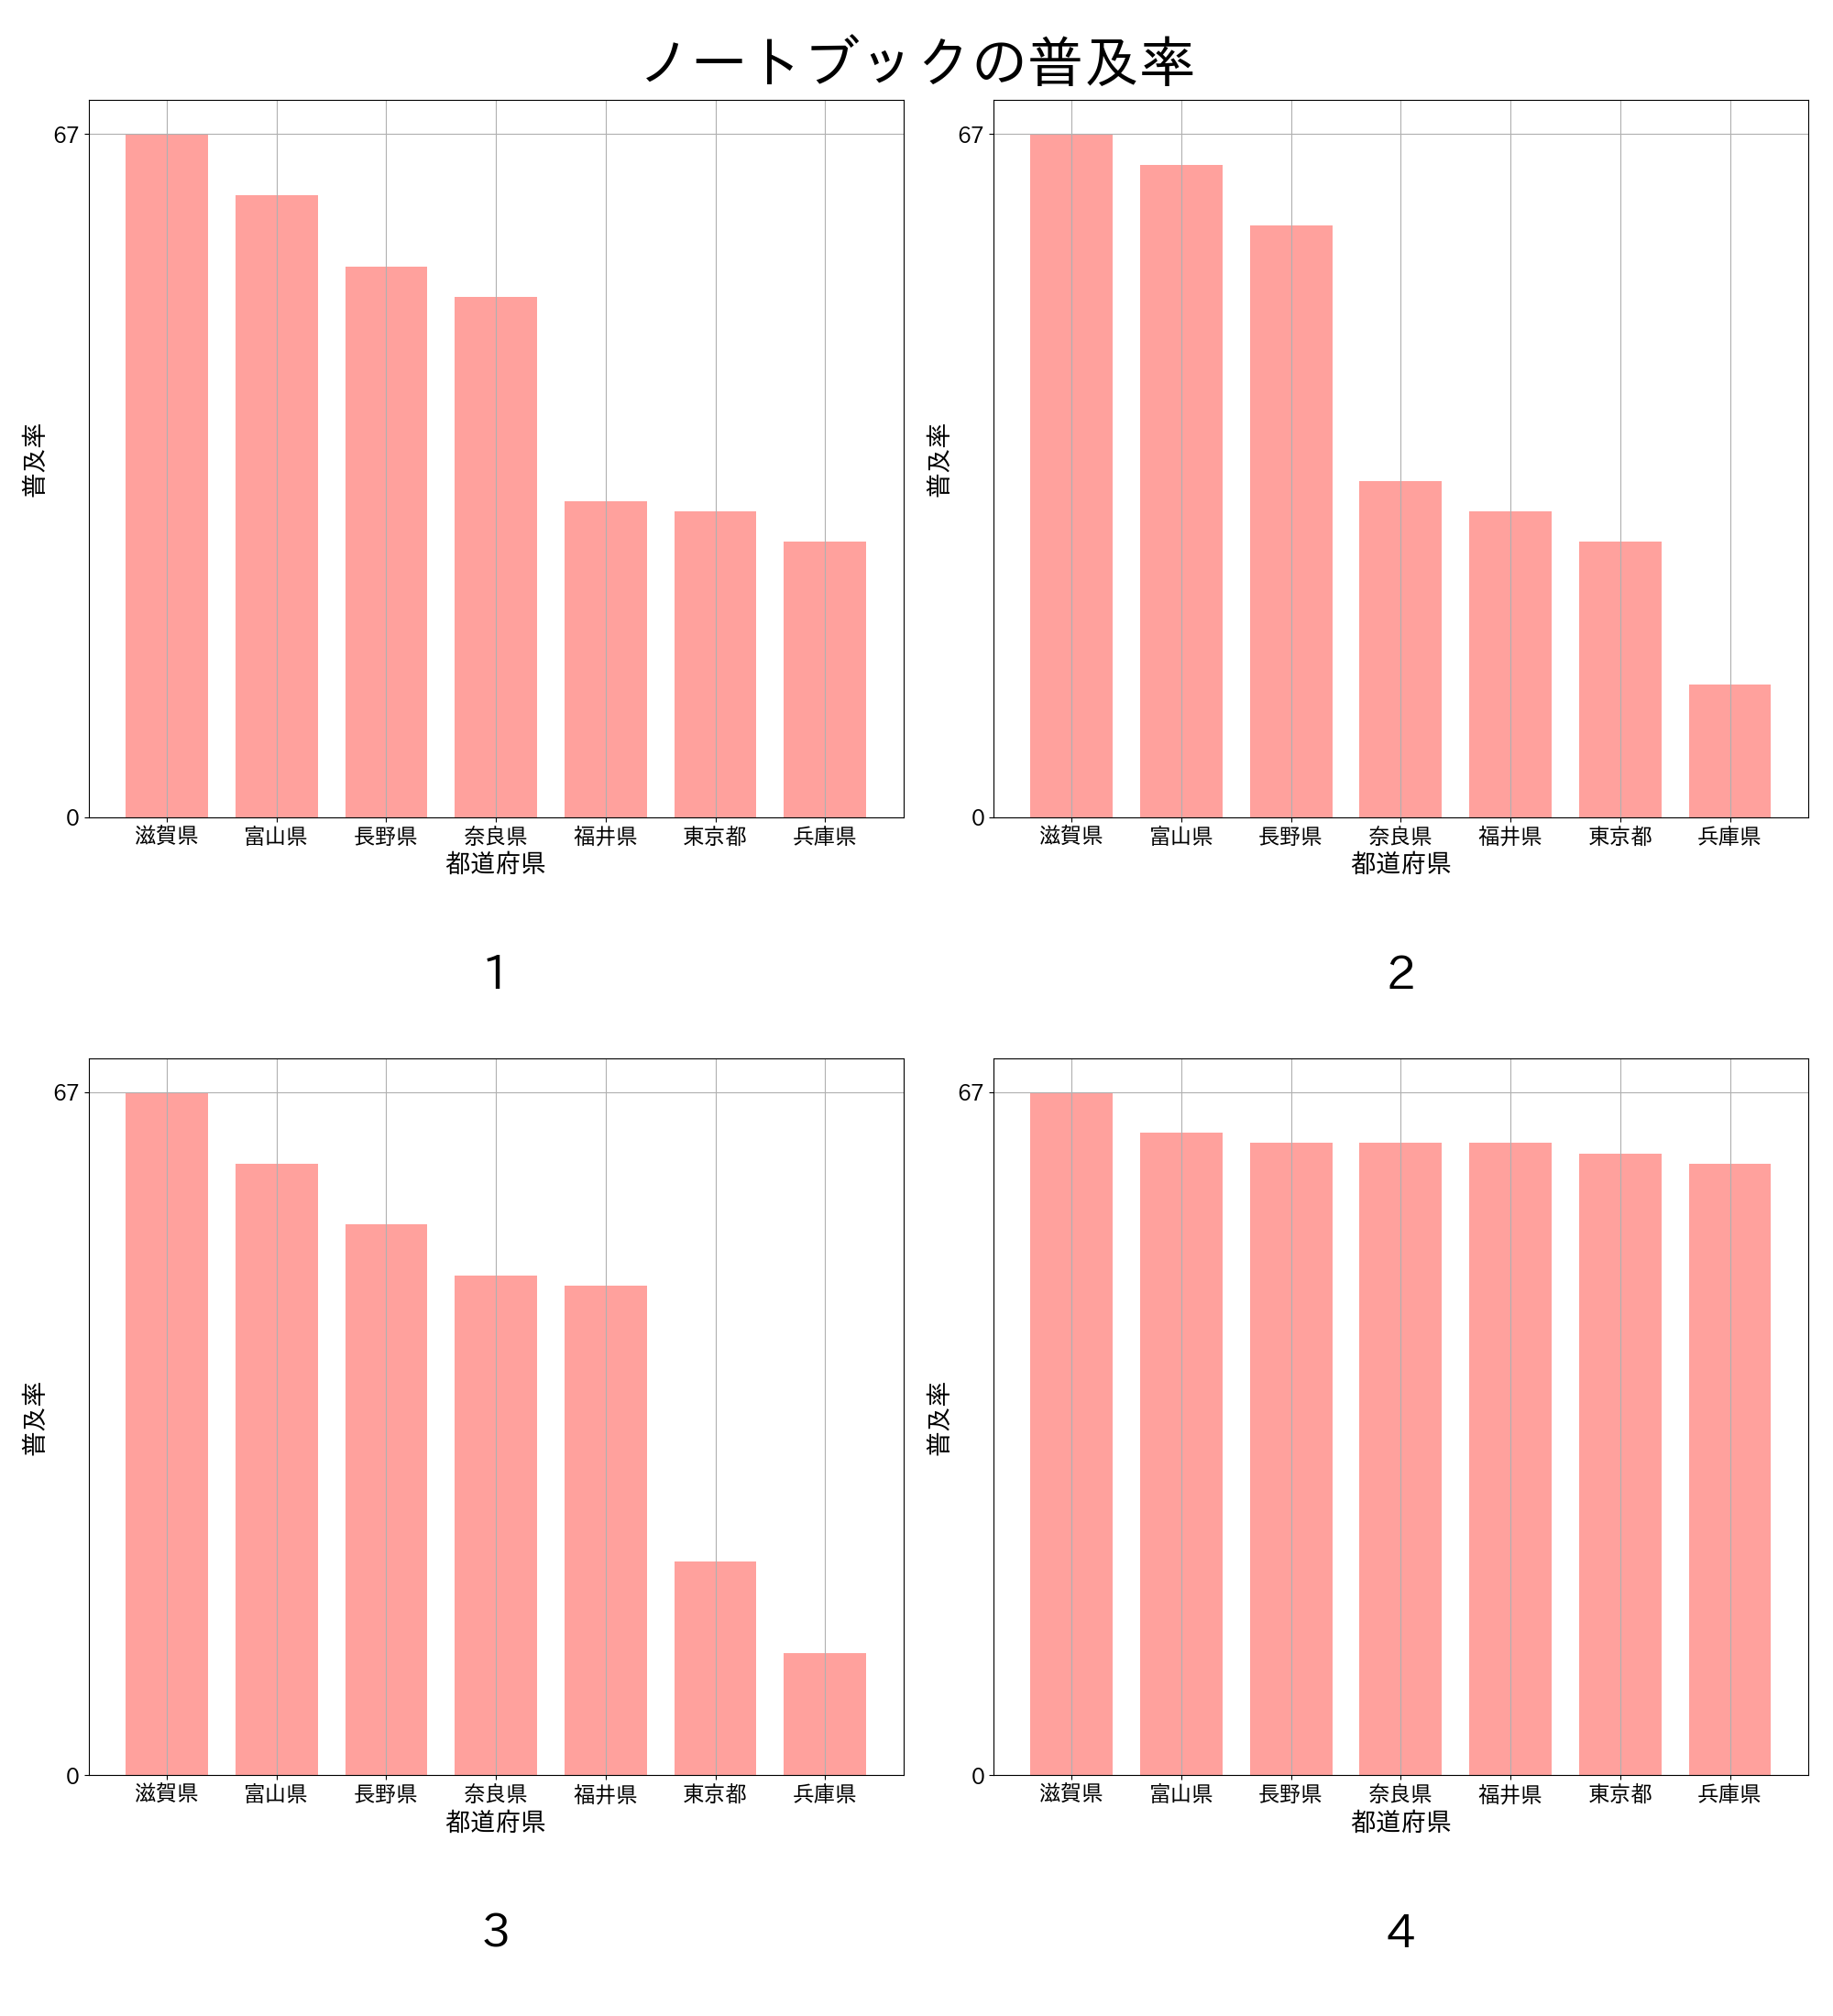 ノートブックの普及率
67
0
普及率
滋賀県 富山県 長野県 奈良県 福井県 東京都 兵庫県
都道府県
1
67
0
普及率
滋賀県 富山県 長野県 奈良県 福井県 東京都 兵庫県
都道府県
2
67
0
普及率
滋賀県 富山県 長野県 奈良県 福井県 東京都 兵庫県
都道府県
3
67
0
普及率
滋賀県 富山県 長野県 奈良県 福井県 東京都 兵庫県
都道府県
4